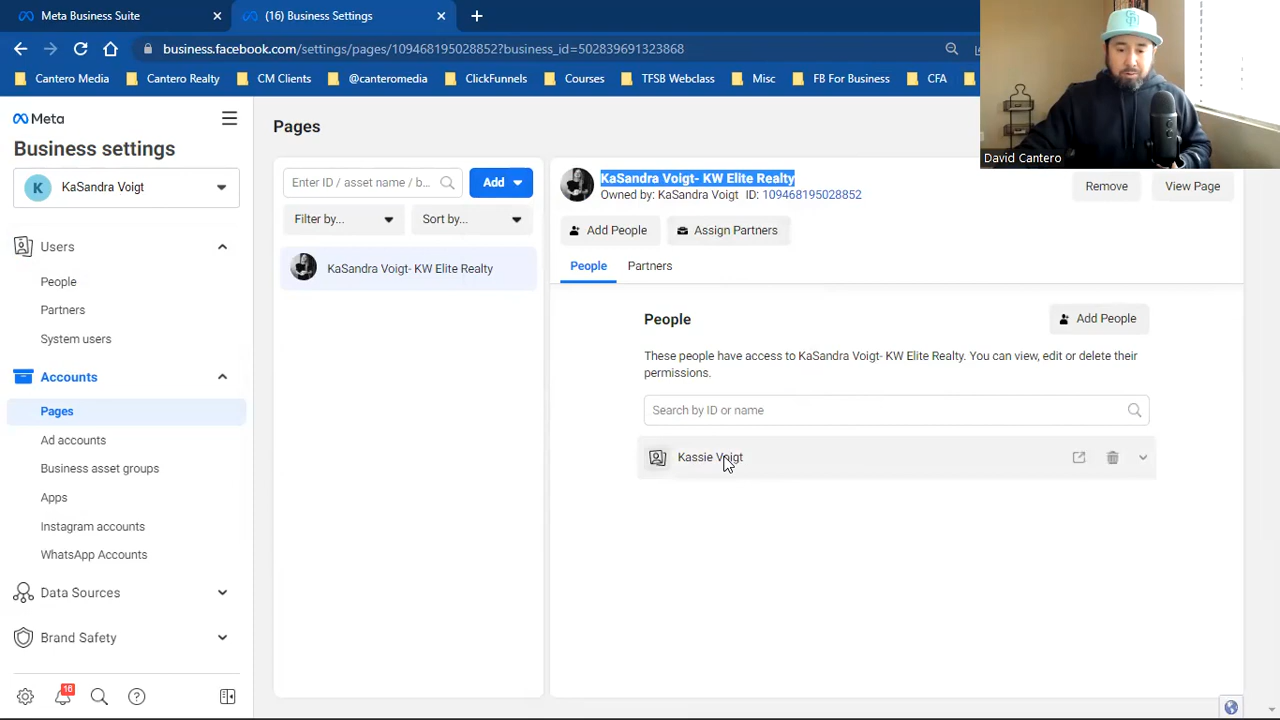 Meta Business Suite
(16) Business Settings
business.facebook.com/settings/pages/109468195028852?business_id=502839691323868
Cantero Media
Cantero Realty
CM Clients
@canteromedia
ClickFunnels
Courses
TFSB Webclass
Misc
FB For Business
CFA
David Cantero
Meta
Business settings
K
KaSandra Voigt
Users
People
Partners
System users
Accounts
Pages
Ad accounts
Business asset groups
Apps
Instagram accounts
WhatsApp Accounts
Data Sources
Brand Safety
16
Pages
Enter ID / asset name / b...
Add
Filter by...
Sort by...
KaSandra Voigt- KW Elite Realty
KaSandra Voigt- KW Elite Realty
Owned by: KaSandra Voigt ID: 109468195028852
Remove
View Page
Add People
Assign Partners
People
Partners
People
Add People
These people have access to KaSandra Voigt- KW Elite Realty. You can view, edit or delete their
permissions.
Search by ID or name
Kassie Voigt